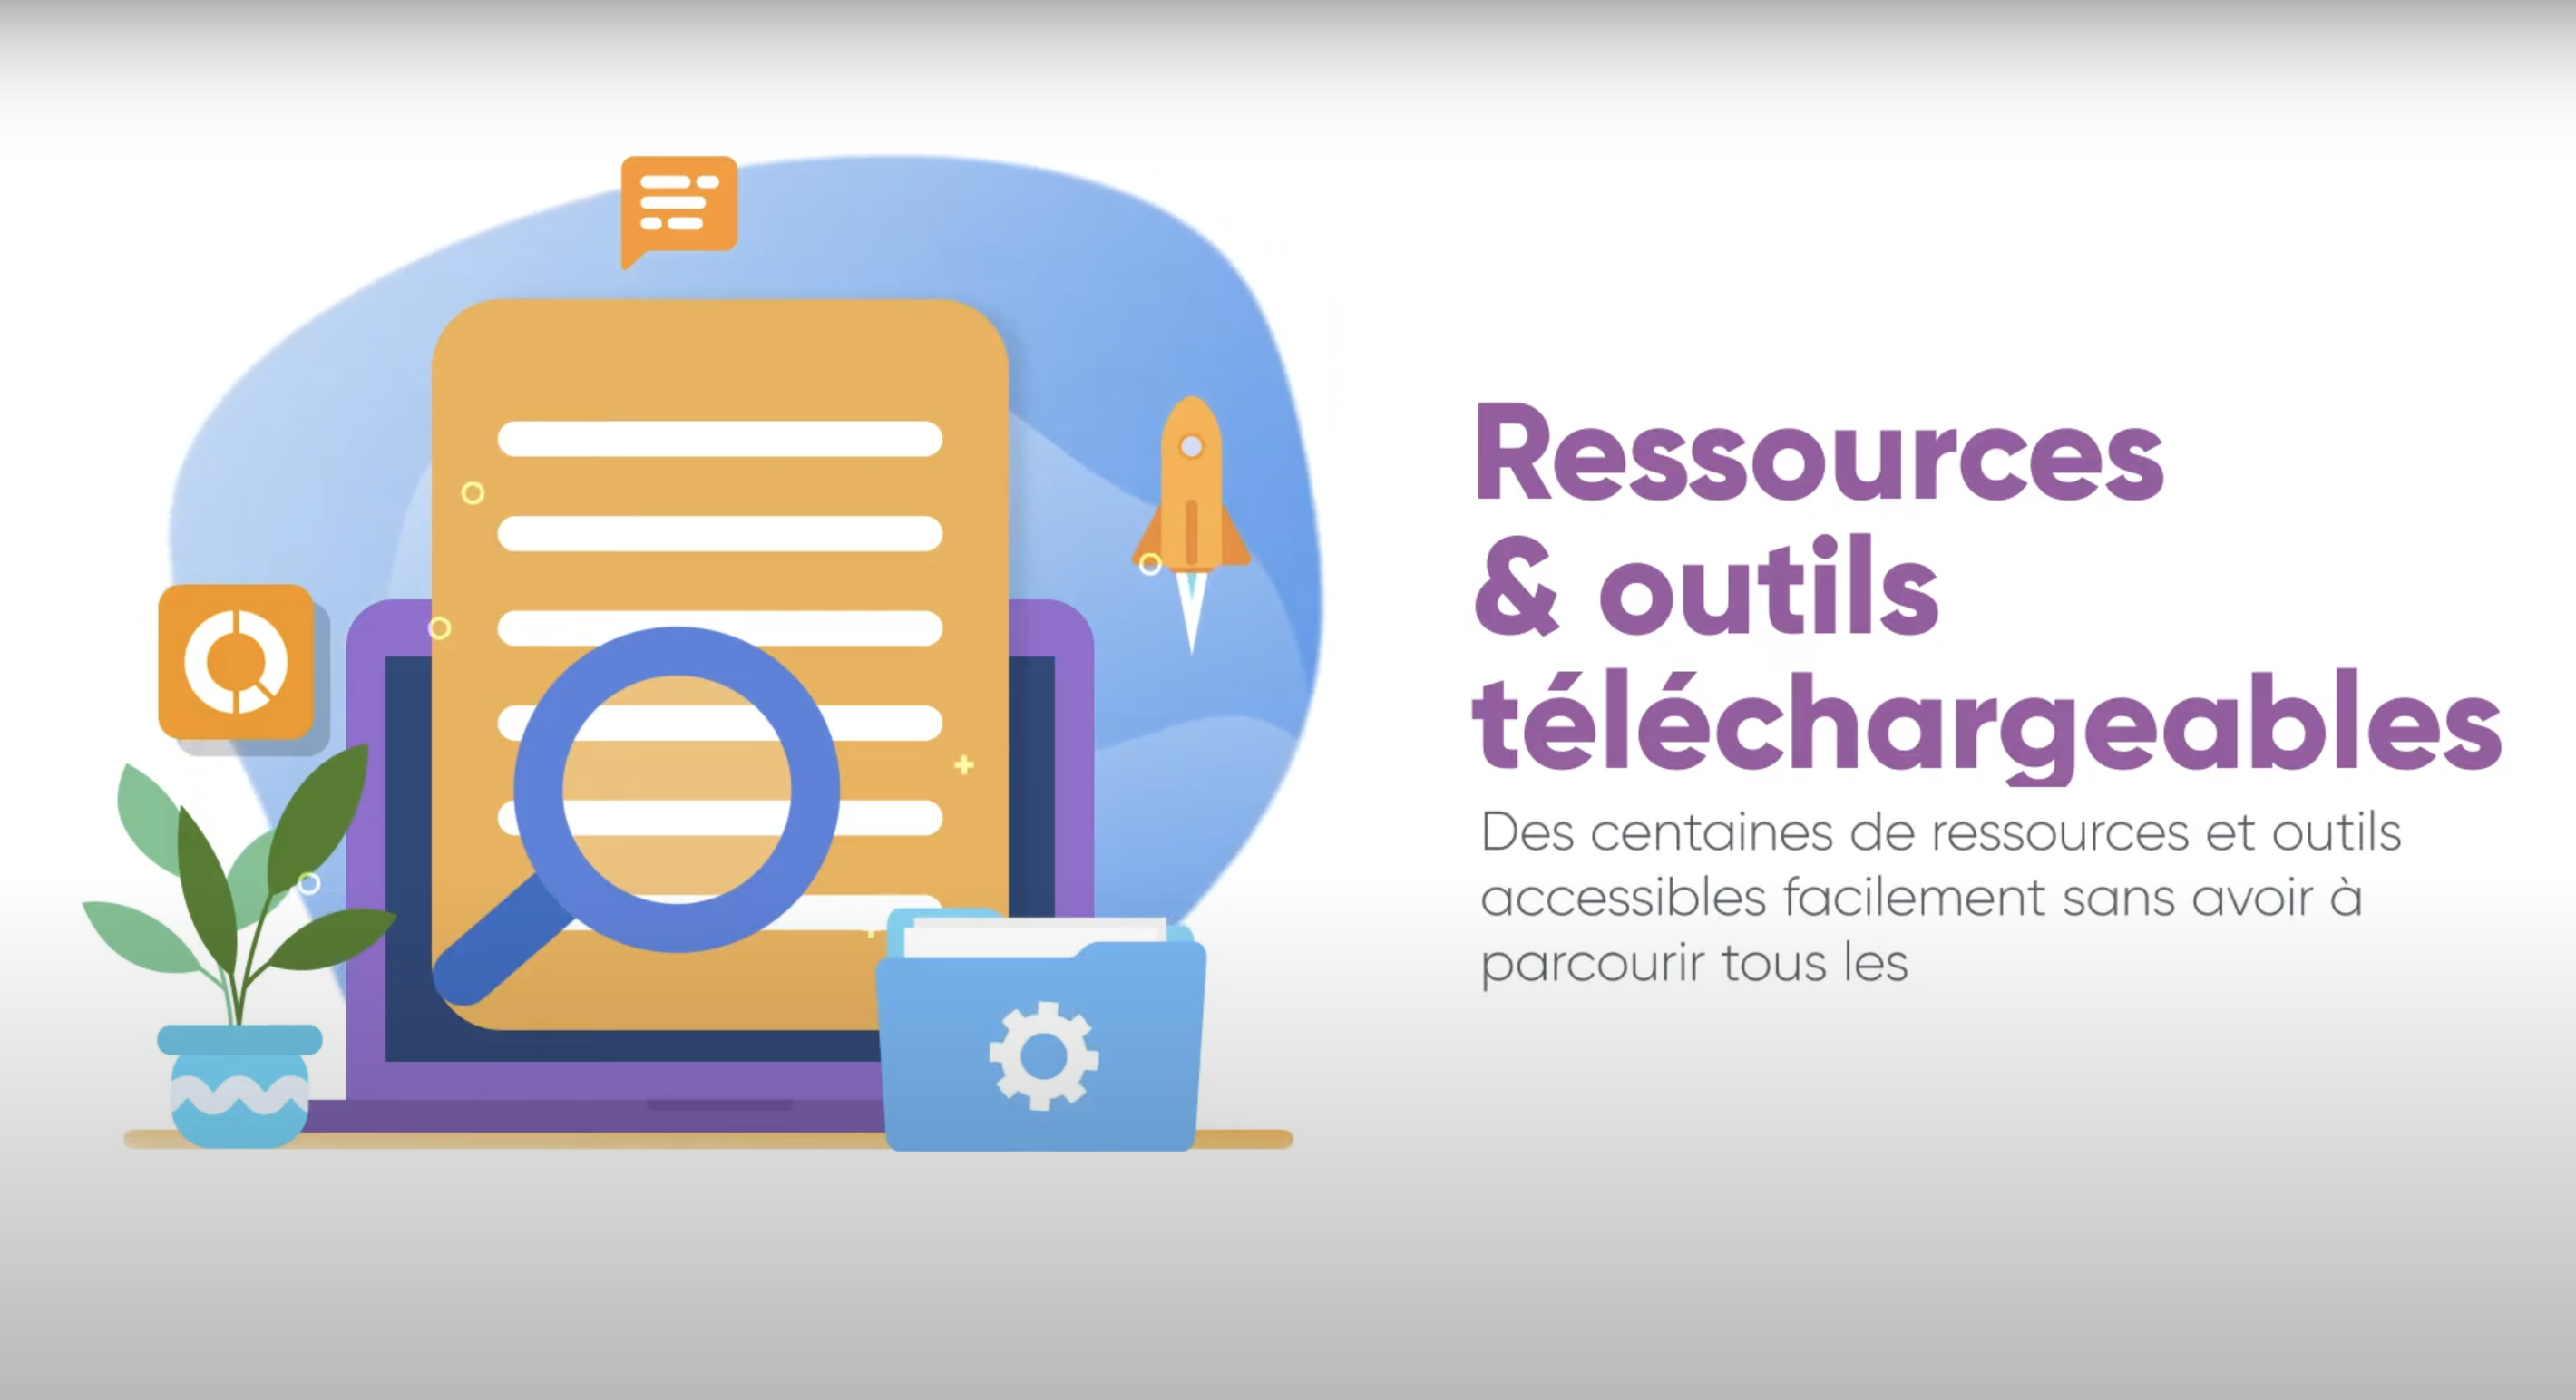 Ressources
& outils
téléchargeables
Des centaines de ressources et outils
accessibles facilement sans avoir à
parcourir tous les